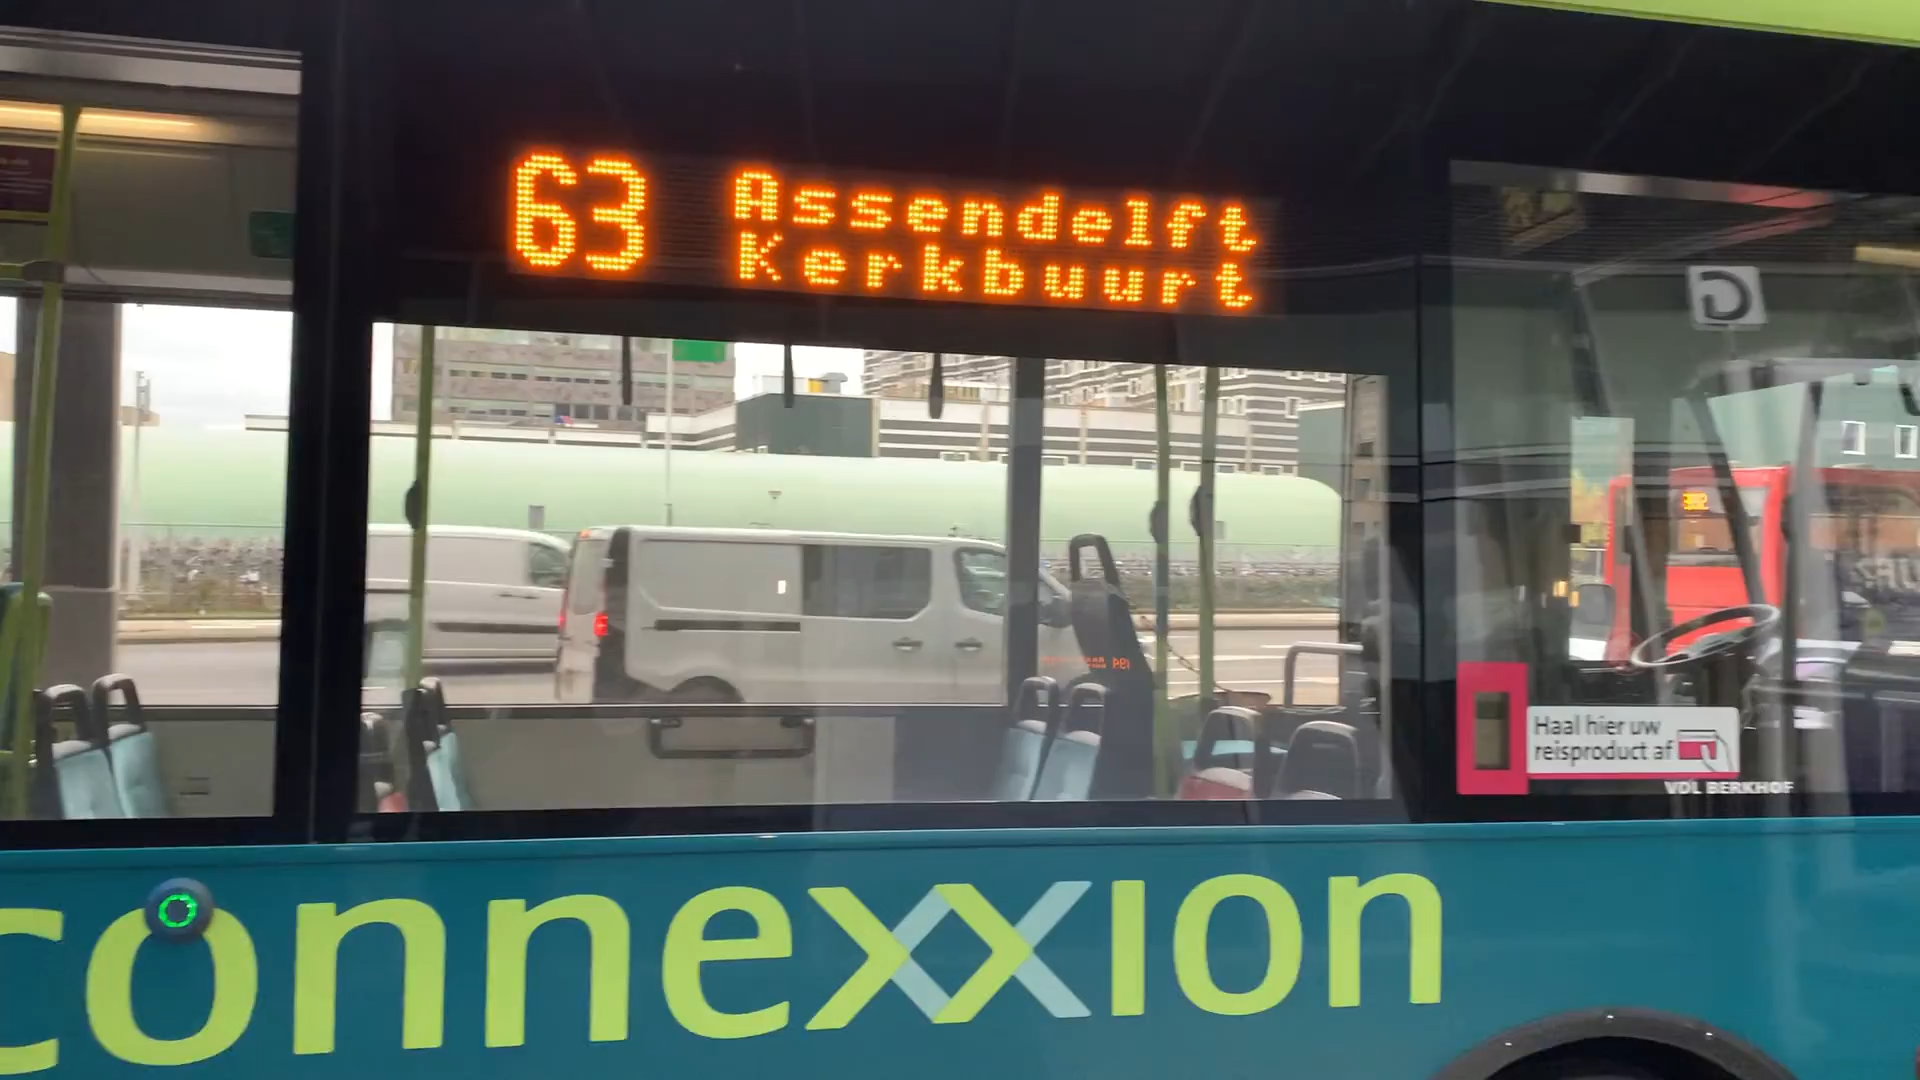 63 Assendelft
Kerkbuurt
G
Haal hier uw
reisproduct af
VDL BERKHOF
connexxion